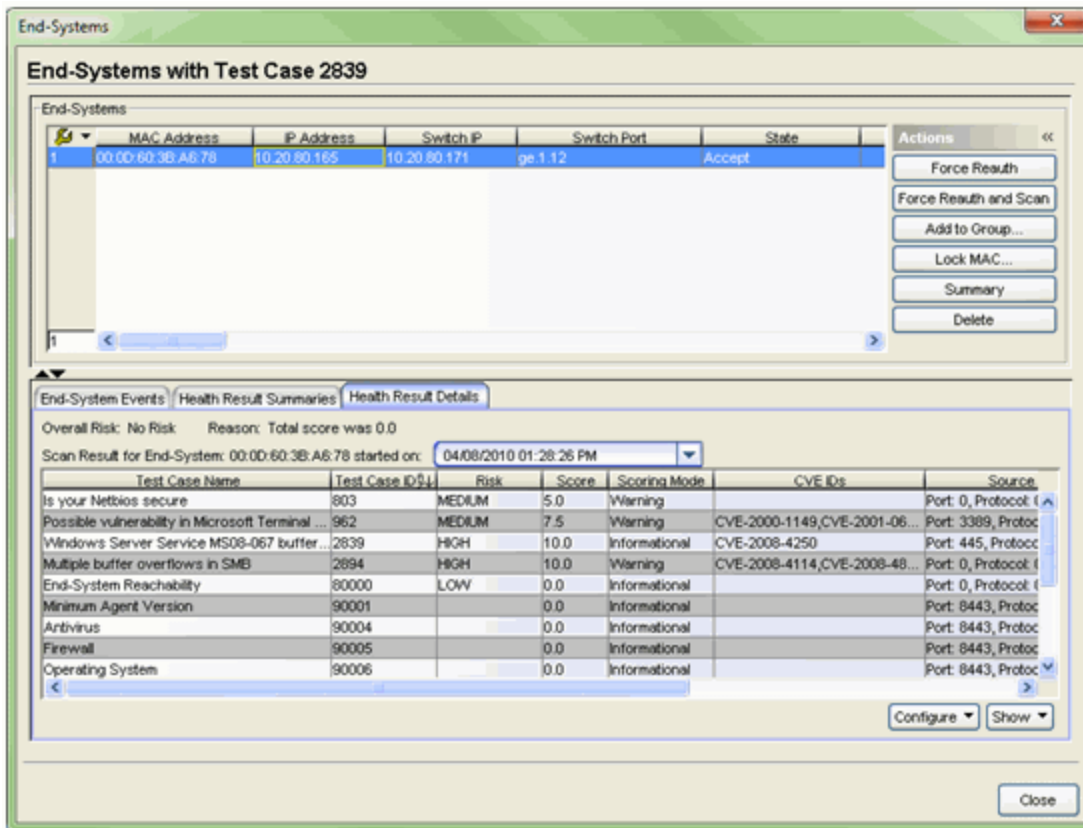 End-Systems
End-Systems with Test Case 2839
End-Systems
MAC Address IP Address Switch IP Switch Port State
1 00:0D:60:3B:A6:78 10.20.80.165 10.20.80.171 ge.1.12 Accept
1
Actions
Force Reauth
Force Reauth and Scan
Add to Group...
Lock MAC...
Summary
Delete
End-System Events Health Result Summaries Health Result Details
Overall Risk: No Risk Reason: Total score was 0.0
Scan Result for End-System: 00:0D:60:3B:A6:78 started on: 04/08/2010 01:28:26 PM
Test Case Name Test Case ID Risk Score Scoring Mode CVE IDs Source
Is your Netbios secure 803 MEDIUM 5.0 Warning Port: 0, Protocol:
Possible vulnerability in Microsoft Terminal ... 962 MEDIUM 7.5 Warning CVE-2000-1149,CVE-2001-06... Port: 3389, Protoc
Windows Server Service MS08-067 buffer... 2839 HIGH 10.0 Informational CVE-2008-4250 Port: 445, Protoco
Multiple buffer overflows in SMB 2894 HIGH 10.0 Warning CVE-2008-4114,CVE-2008-48... Port: 0, Protocol:
End-System Reachability 80000 LOW 0.0 Informational Port: 0, Protocol:
Minimum Agent Version 90001 0.0 Informational Port: 8443, Protoc
Antivirus 90004 0.0 Informational Port: 8443, Protoc
Firewall 90005 0.0 Informational Port: 8443, Protoc
Operating System 90006 0.0 Informational Port: 8443, Protoc
Configure Show
Close